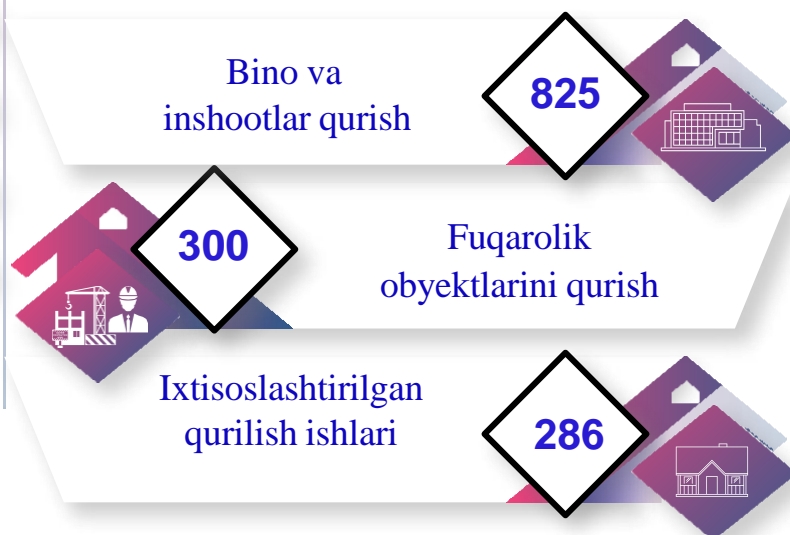 Bino va
inshootlar qurish
825
300
Fuqarolik
obyektlarini qurish
Ixtisoslashtirilgan
qurilish ishlari
286